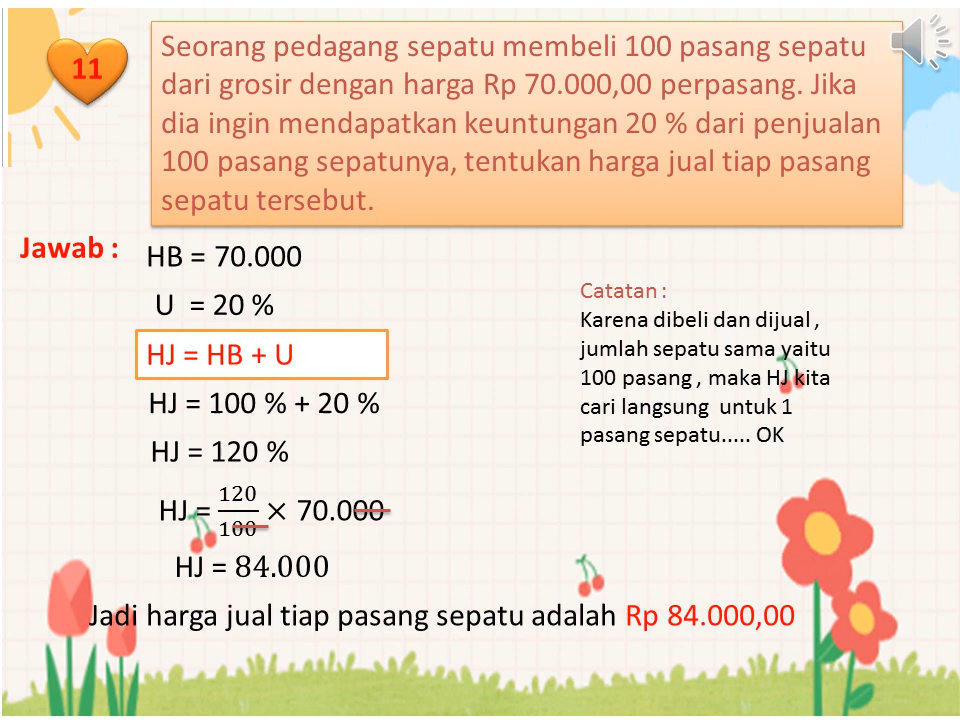 11
Seorang pedagang sepatu membeli 100 pasang sepatu
dari grosir dengan harga Rp 70.000,00 perpasang. Jika
dia ingin mendapatkan keuntungan 20 % dari penjualan
100 pasang sepatunya, tentukan harga jual tiap pasang
sepatu tersebut.
Jawab :
HB = 70.000
U = 20 %
HJ = HB + U
HJ = 100 % + 20 %
HJ = 120 %
HJ = 120/100 × 70.000
HJ = 84.000
Jadi harga jual tiap pasang sepatu adalah Rp 84.000,00
Catatan :
Karena dibeli dan dijual ,
jumlah sepatu sama yaitu
100 pasang , maka HJ kita
cari langsung untuk 1
pasang sepatu..... OK